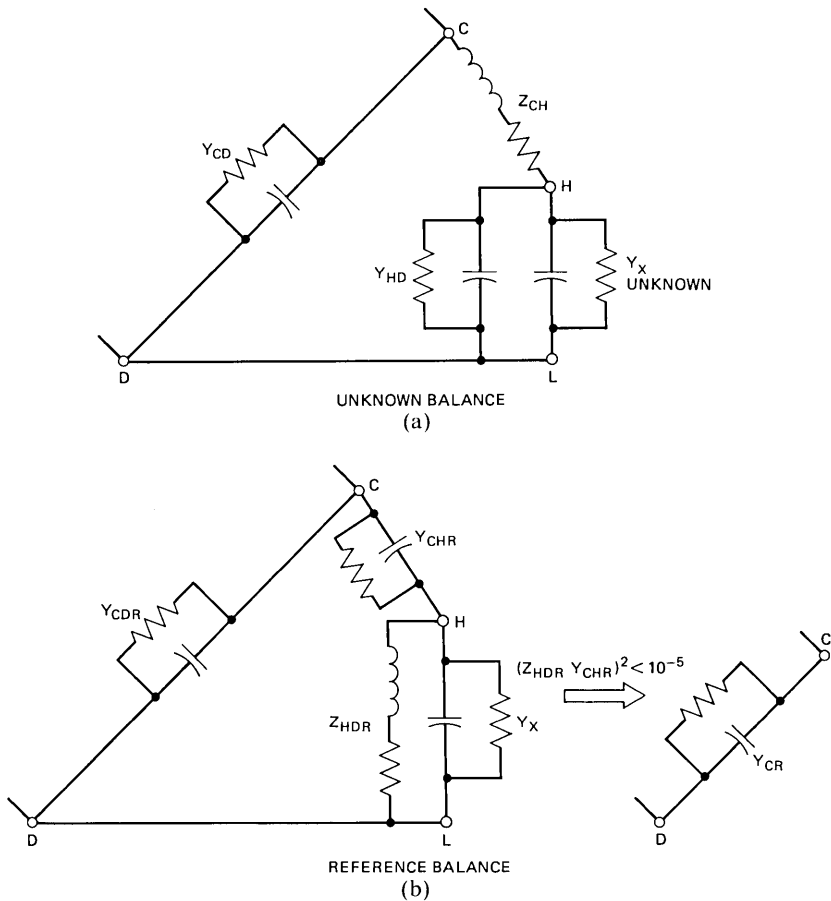 C
Z_CH
Y_CD
H
Y_HD
Y_X
UNKNOWN
D
L
UNKNOWN BALANCE
(a)
C
Y_CHR
Y_CDR
H
(Z_HDR Y_CHR)² < 10⁻⁵
C
Z_HDR
Y_X
Y_CR
D
L
D
REFERENCE BALANCE
(b)